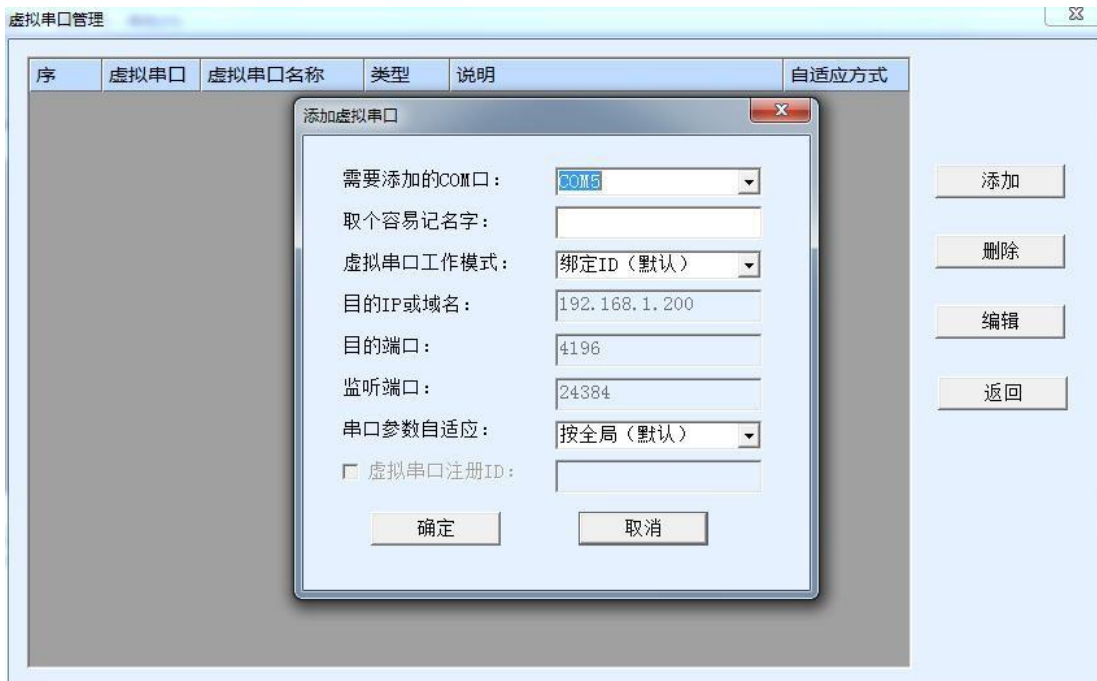 虚拟串口管理
序 虚拟串口 虚拟串口名称 类型 说明 自适应方式
添加虚拟串口
需要添加的COM口： COM5
取个容易记名字：
虚拟串口工作模式： 绑定ID（默认）
目的IP或域名： 192.168.1.200
目的端口： 4196
监听端口： 24384
串口参数自适应： 按全局（默认）
虚拟串口注册ID：
确定 取消
添加
删除
编辑
返回